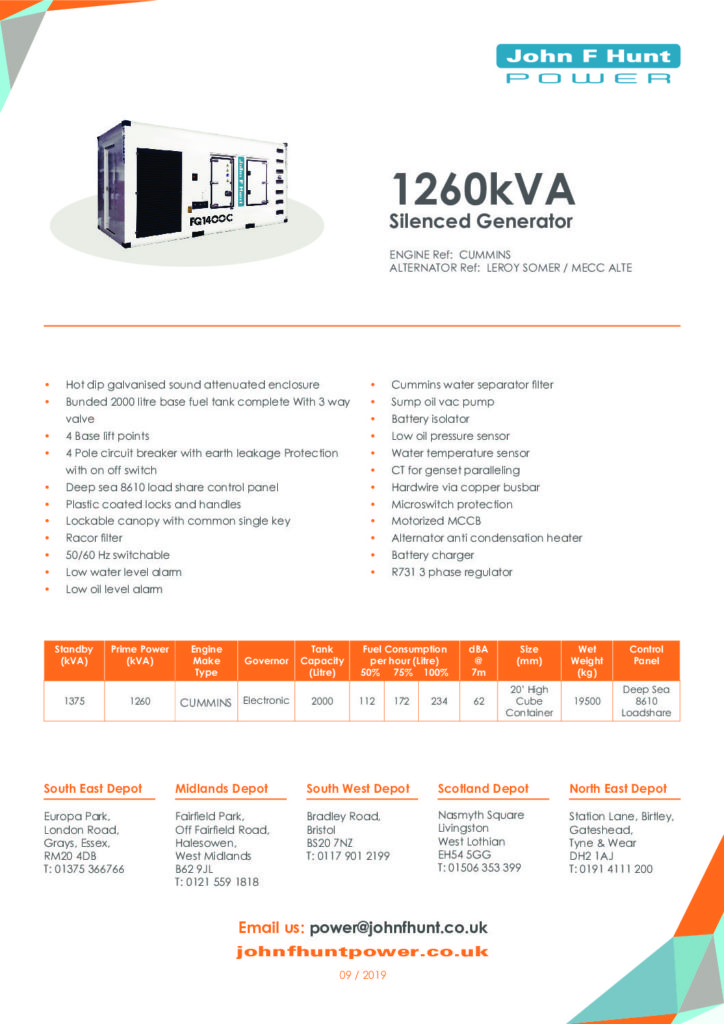 John F Hunt
POWER
John F Hunt
FG1400C
1260kVA
Silenced Generator
ENGINE Ref: CUMMINS
ALTERNATOR Ref: LEROY SOMER / MECC ALTE
• Hot dip galvanised sound attenuated enclosure
• Bunded 2000 litre base fuel tank complete With 3 way
valve
• 4 Base lift points
• 4 Pole circuit breaker with earth leakage Protection
with on off switch
• Deep sea 8610 load share control panel
• Plastic coated locks and handles
• Lockable canopy with common single key
• Racor filter
• 50/60 Hz switchable
• Low water level alarm
• Low oil level alarm
• Cummins water separator filter
• Sump oil vac pump
• Battery isolator
• Low oil pressure sensor
• Water temperature sensor
• CT for genset paralleling
• Hardwire via copper busbar
• Microswitch protection
• Motorized MCCB
• Alternator anti condensation heater
• Battery charger
• R731 3 phase regulator
Standby (kVA) Prime Power (kVA) Engine Make Type Governor Tank Capacity (Litre) Fuel Consumption per hour (Litre) 50% 75% 100% dBA @ 7m Size (mm) Wet Weight (kg) Control Panel
1375 1260 CUMMINS Electronic 2000 112 172 234 62 20' High Cube Container 19500 Deep Sea 8610 Loadshare
South East Depot
Europa Park,
London Road,
Grays, Essex,
RM20 4DB
T: 01375 366766
Midlands Depot
Fairfield Park,
Off Fairfield Road,
Halesowen,
West Midlands
B62 9JL
T: 0121 559 1818
South West Depot
Bradley Road,
Bristol
BS20 7NZ
T: 0117 901 2199
Scotland Depot
Nasmyth Square
Livingston
West Lothian
EH54 5GG
T: 01506 353 399
North East Depot
Station Lane, Birtley,
Gateshead,
Tyne & Wear
DH2 1AJ
T: 0191 4111 200
Email us: power@johnfhunt.co.uk
johnfhuntpower.co.uk
09 / 2019